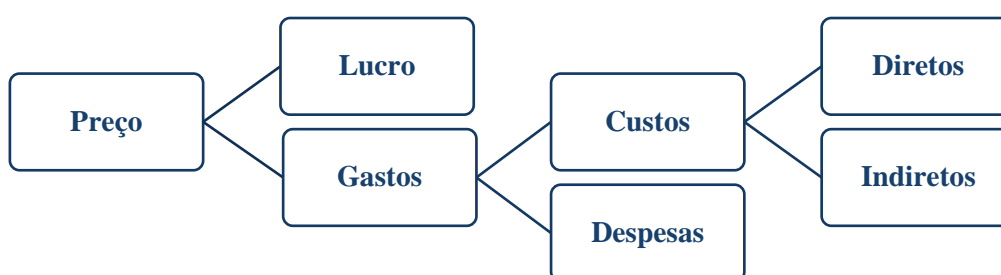 Preço
Lucro
Gastos
Custos
Despesas
Diretos
Indiretos